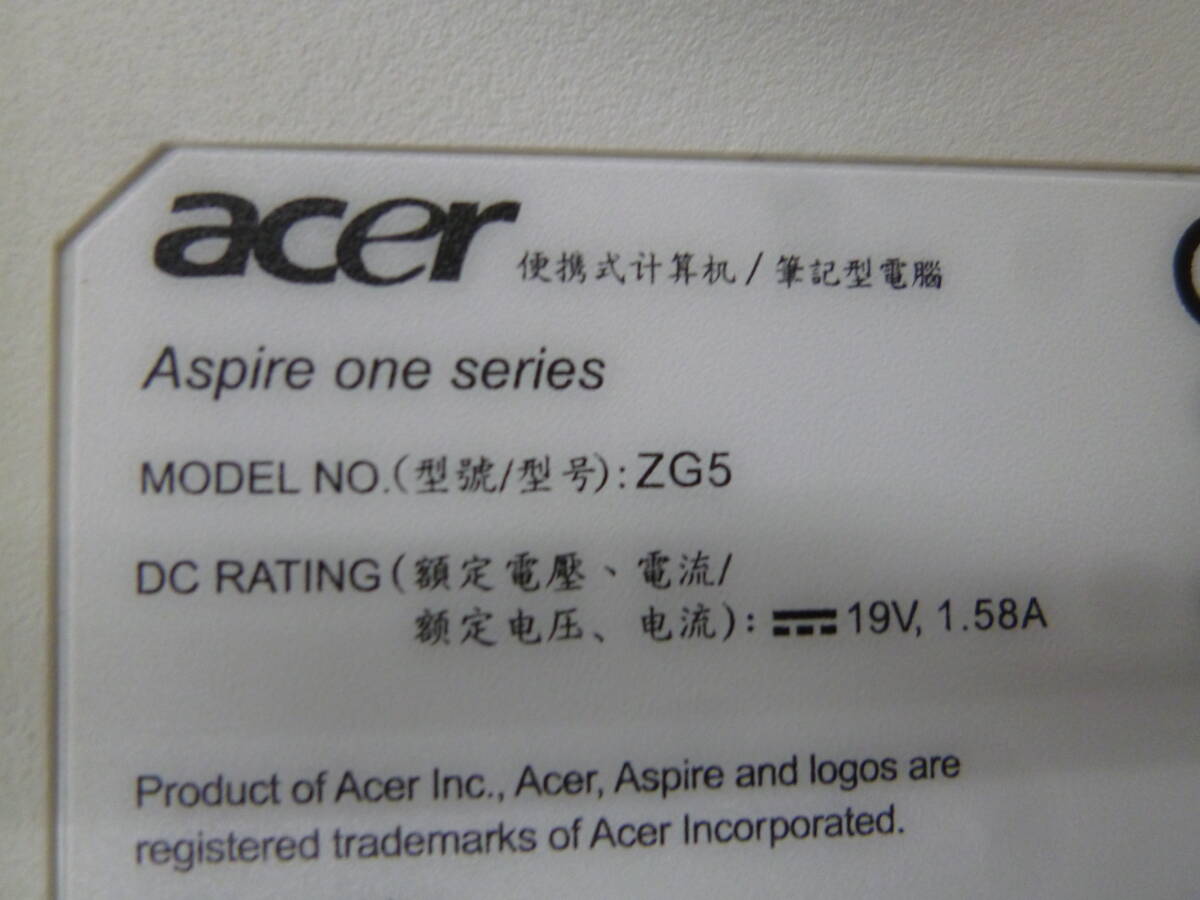 acer 便携式计算机/筆記型電腦
Aspire one series
MODEL NO.(型號/型号):ZG5
DC RATING(額定電壓、電流/
额定电压、电流): ⎓ 19V, 1.58A
Product of Acer Inc., Acer, Aspire and logos are
registered trademarks of Acer Incorporated.